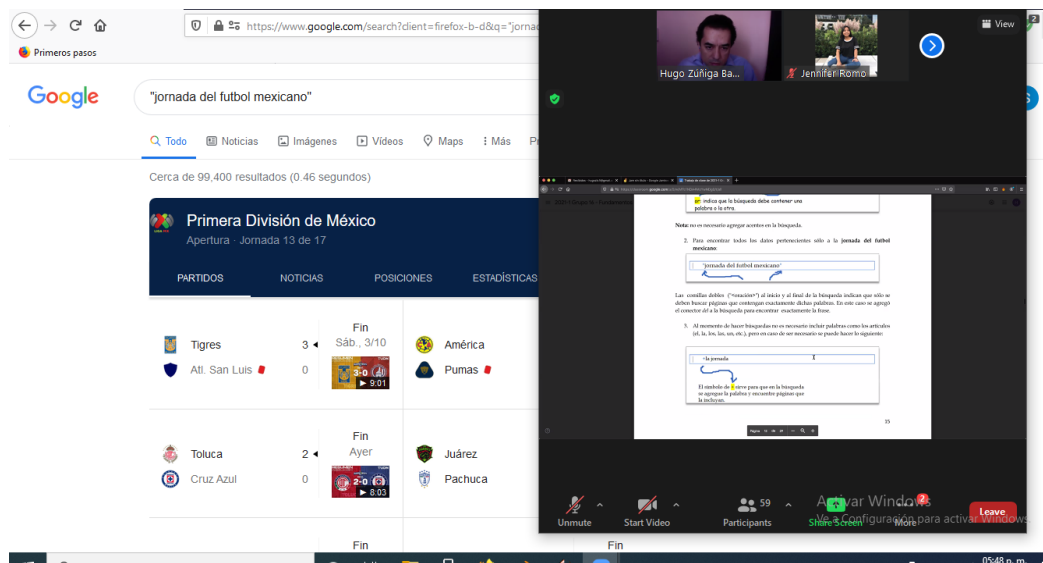 https://www.google.com/search?client=firefox-b-d&q="jornad
Primeros pasos
Google
"jornada del futbol mexicano"
Todo
Noticias
Imágenes
Vídeos
Maps
Más
Cerca de 99,400 resultados (0.46 segundos)
Primera División de México
Apertura · Jornada 13 de 17
PARTIDOS
NOTICIAS
POSICIONES
ESTADÍSTICAS
Fin
Sáb., 3/10
Tigres 3
Atl. San Luis 0
3-0
9:01
América
Pumas
Fin
Ayer
Toluca 2
Cruz Azul 0
2-0
8:03
Juárez
Pachuca
Fin
Fin
Hugo Zúñiga Ba...
Jennifer Romo
View
2
or: indica que la búsqueda debe contener una
palabra o la otra.
Nota: no es necesario agregar acentos en la búsqueda.
2. Para encontrar todos los datos pertenecientes sólo a la jornada del futbol
mexicano:
"jornada del futbol mexicano"
Las comillas dobles ("oración") al inicio y al final de la búsqueda indican que sólo se
deben buscar páginas que contengan exactamente dichas palabras. En este caso se agregó
el conector del a la búsqueda para encontrar exactamente la frase.
3. Al momento de hacer búsquedas no es necesario incluir palabras como los artículos
(el, la, los, las, un, etc.), pero en caso de ser necesario se puede hacer lo siguiente:
+la jornada
El símbolo de + sirve para que en la búsqueda
se agregue la palabra y encuentre páginas que
la incluyan.
15
Unmute
Start Video
59
Participants
Share Screen
2
More
Leave
Activar Windows
Ve a Configuración para activar Windows
05:48 p. m.